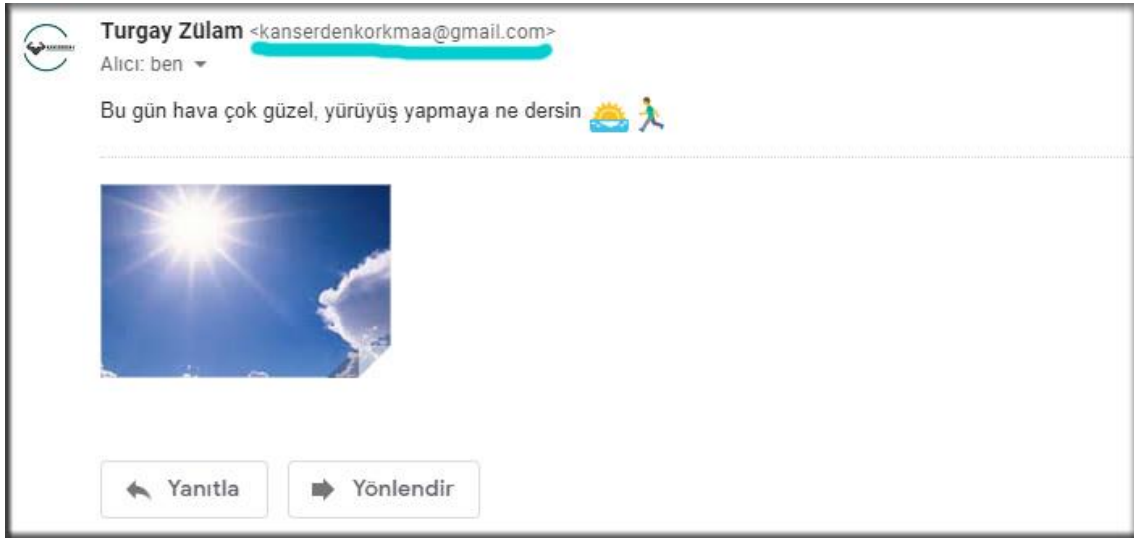 Turgay Zülam <kanserdenkorkmaa@gmail.com>
Alıcı: ben
Bu gün hava çok güzel, yürüyüş yapmaya ne dersin
Yanıtla
Yönlendir